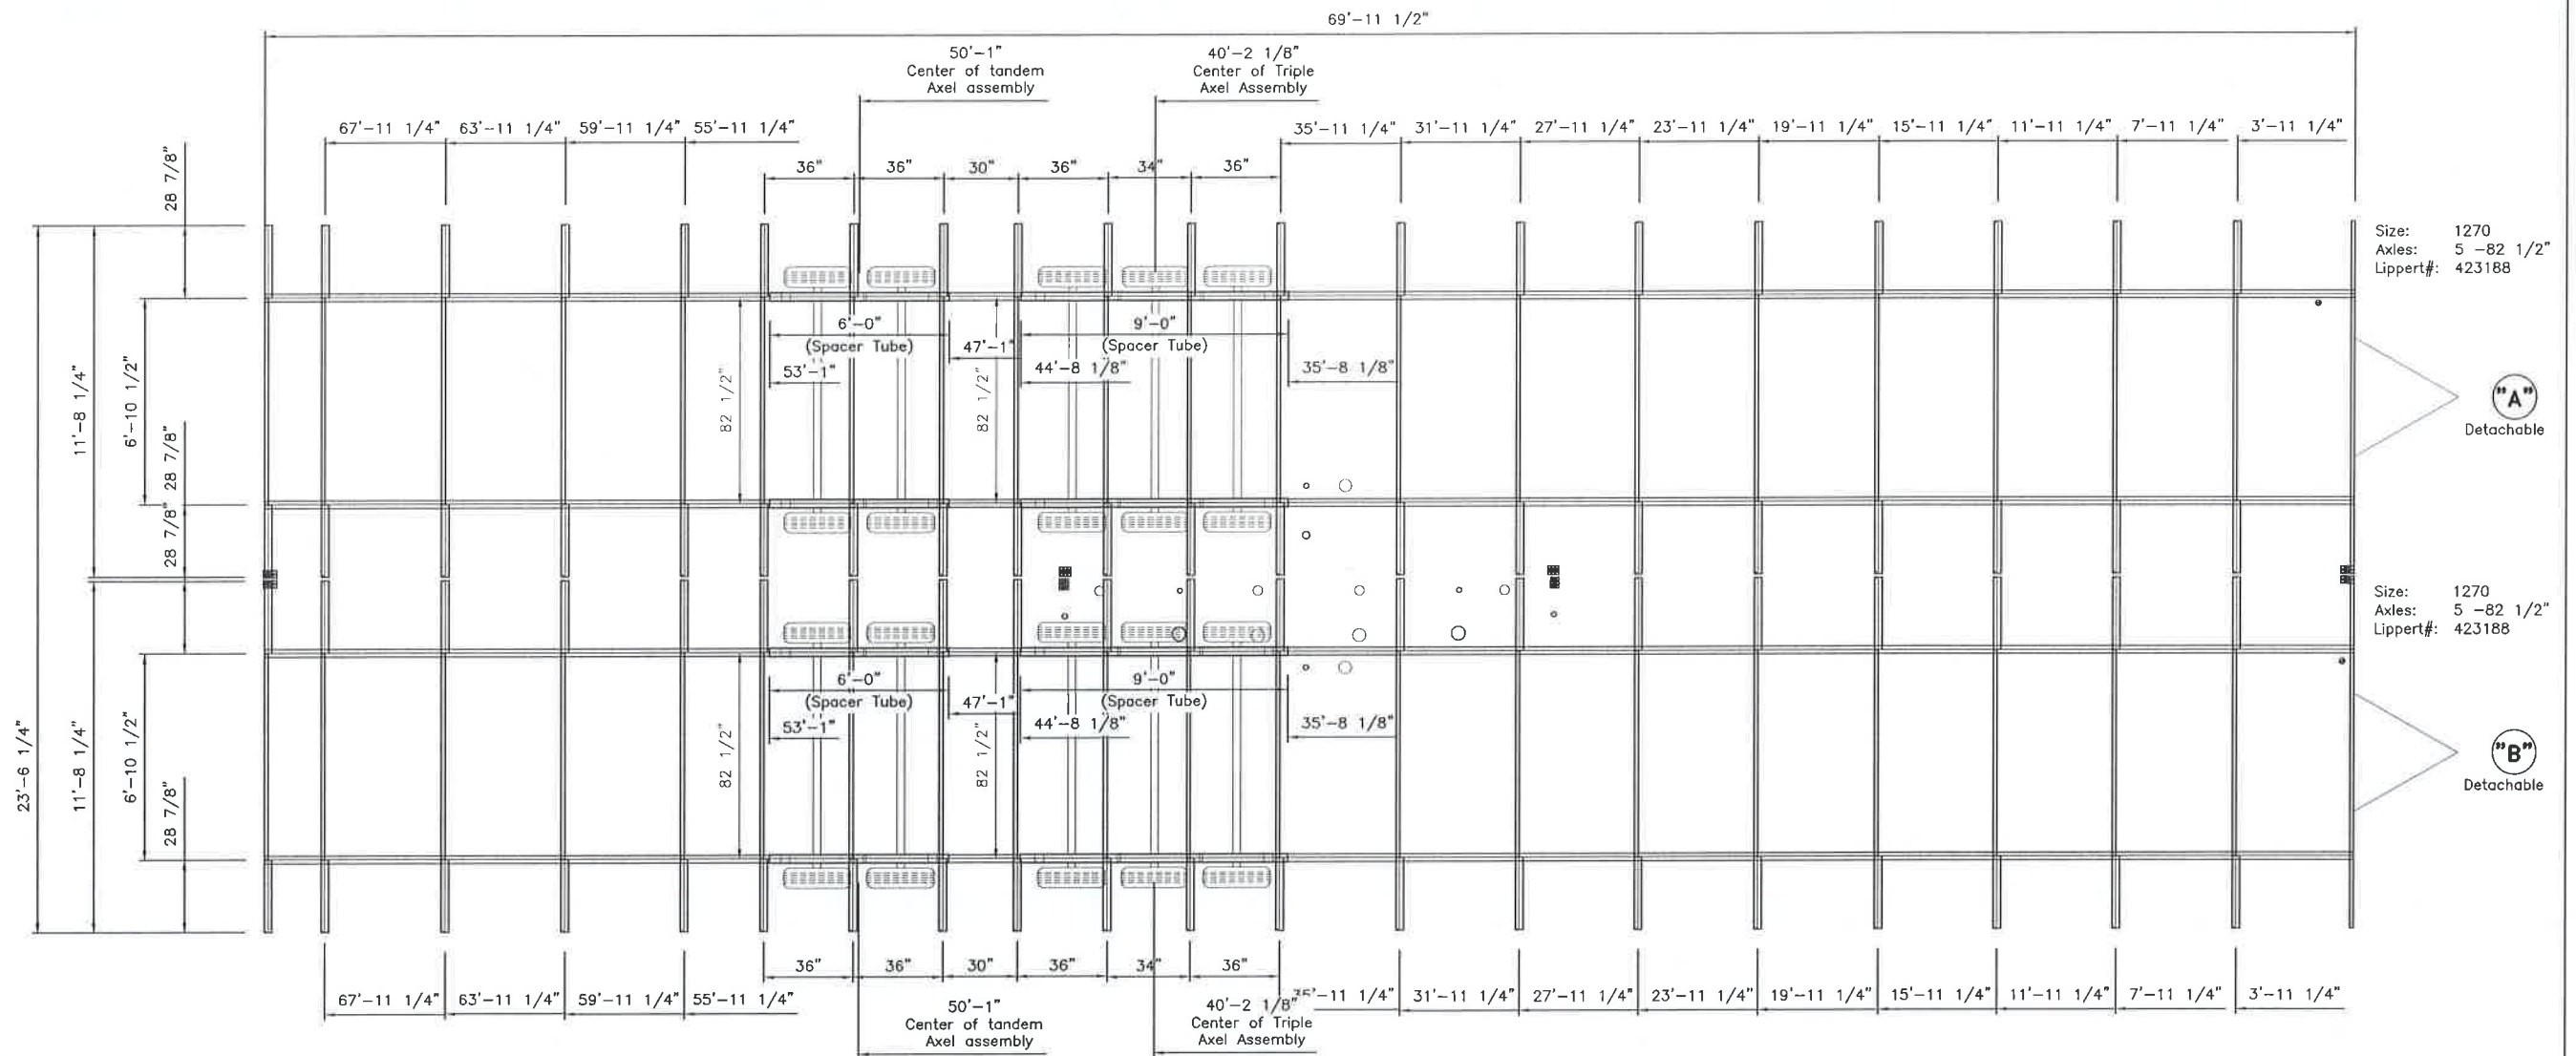 69'-11 1/2"
50'-1"
Center of tandem
Axel assembly
40'-2 1/8"
Center of Triple
Axel Assembly
67'-11 1/4" 63'-11 1/4" 59'-11 1/4" 55'-11 1/4" 35'-11 1/4" 31'-11 1/4" 27'-11 1/4" 23'-11 1/4" 19'-11 1/4" 15'-11 1/4" 11'-11 1/4" 7'-11 1/4" 3'-11 1/4"
36" 36" 30" 36" 34" 36"
28 7/8"
Size: 1270
Axles: 5 -82 1/2"
Lippert#: 423188
6'-0"
(Spacer Tube)
47'-1"
53'-1"
9'-0"
(Spacer Tube)
44'-8 1/8"
35'-8 1/8"
82 1/2"
82 1/2"
11'-8 1/4"
6'-10 1/2"
28 7/8"
28 7/8"
"A"
Detachable
Size: 1270
Axles: 5 -82 1/2"
Lippert#: 423188
6'-0"
(Spacer Tube)
47'-1"
53'-1"
9'-0"
(Spacer Tube)
44'-8 1/8"
35'-8 1/8"
82 1/2"
82 1/2"
23'-6 1/4"
11'-8 1/4"
6'-10 1/2"
28 7/8"
"B"
Detachable
36" 36" 30" 36" 34" 36"
67'-11 1/4" 63'-11 1/4" 59'-11 1/4" 55'-11 1/4" 35'-11 1/4" 31'-11 1/4" 27'-11 1/4" 23'-11 1/4" 19'-11 1/4" 15'-11 1/4" 11'-11 1/4" 7'-11 1/4" 3'-11 1/4"
50'-1"
Center of tandem
Axel assembly
40'-2 1/8"
Center of Triple
Axel Assembly